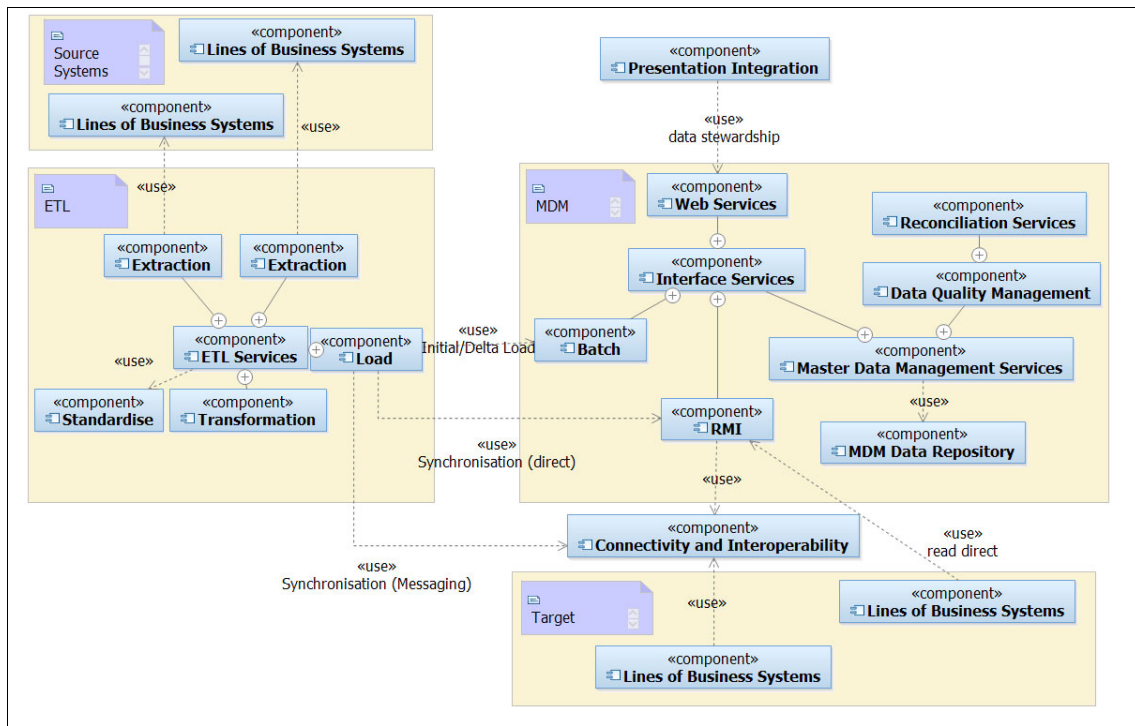 Source
Systems
«component»
Lines of Business Systems
«component»
Lines of Business Systems
«use»
«use»
ETL
«component»
Extraction
«component»
Extraction
«component»
ETL Services
«component»
Load
«use»
«component»
Standardise
«component»
Transformation
«use»
Initial/Delta Load
«use»
Synchronisation (direct)
«use»
Synchronisation (Messaging)
«component»
Presentation Integration
«use»
data stewardship
MDM
«component»
Web Services
«component»
Reconciliation Services
«component»
Interface Services
«component»
Data Quality Management
«component»
Batch
«component»
Master Data Management Services
«use»
«component»
RMI
«component»
MDM Data Repository
«use»
«component»
Connectivity and Interoperability
«use»
read direct
Target
«use»
«component»
Lines of Business Systems
«component»
Lines of Business Systems